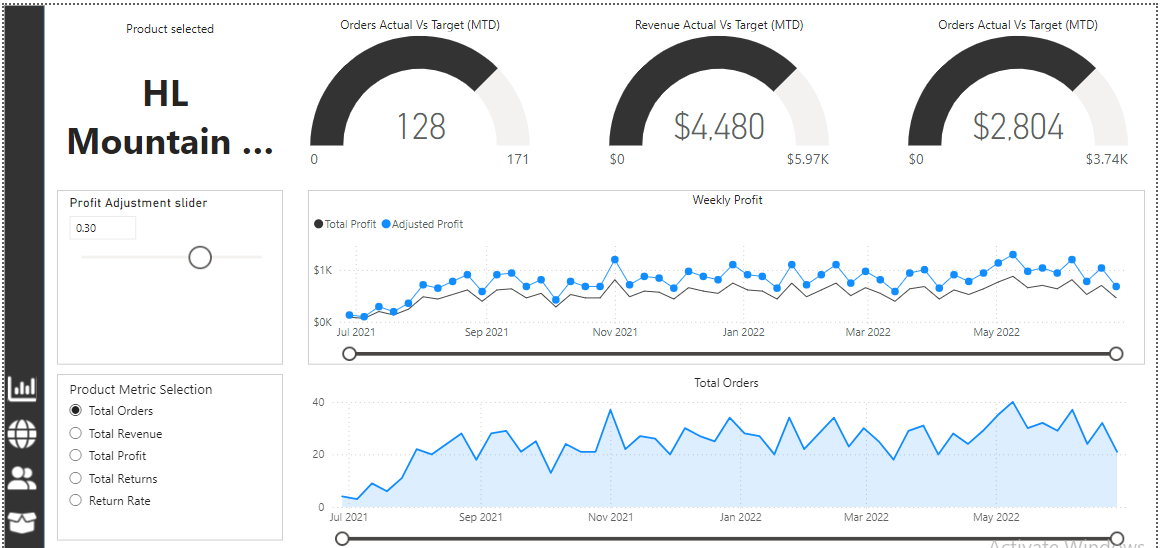 Product selected
HL
Mountain ...
Orders Actual Vs Target (MTD)
128
0
171
Revenue Actual Vs Target (MTD)
$4,480
$0
$5.97K
Orders Actual Vs Target (MTD)
$2,804
$0
$3.74K
Profit Adjustment slider
0.30
Weekly Profit
Total Profit
Adjusted Profit
$1K
$0K
Jul 2021
Sep 2021
Nov 2021
Jan 2022
Mar 2022
May 2022
Product Metric Selection
Total Orders
Total Revenue
Total Profit
Total Returns
Return Rate
Total Orders
40
20
0
Jul 2021
Sep 2021
Nov 2021
Jan 2022
Mar 2022
May 2022
Activate Windows